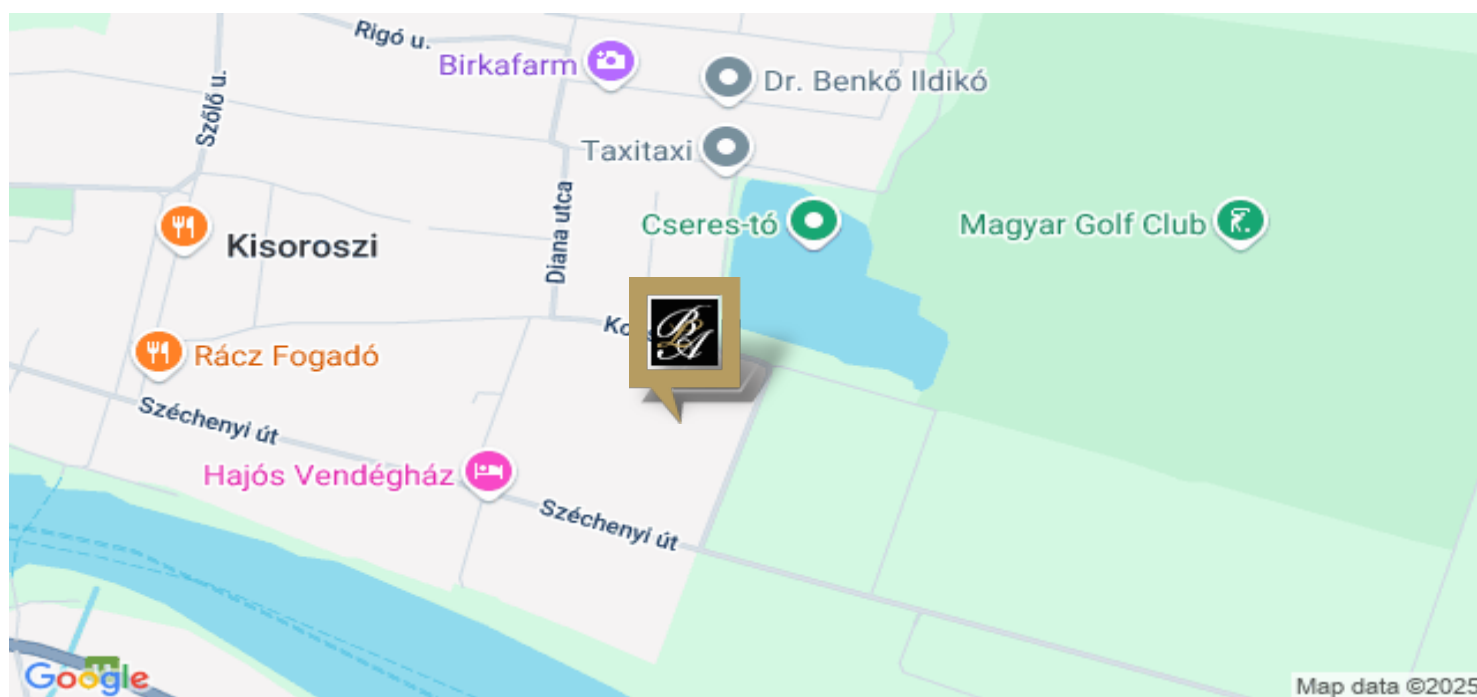 Rigó u.
Birkafarm
Dr. Benkő Ildikó
Szőlő u.
Taxitaxi
Diana utca
Cseres-tó
Magyar Golf Club
Kisoroszi
BLA
Rácz Fogadó
Széchenyi út
Hajós Vendégház
Széchenyi út
Google
Map data ©2025